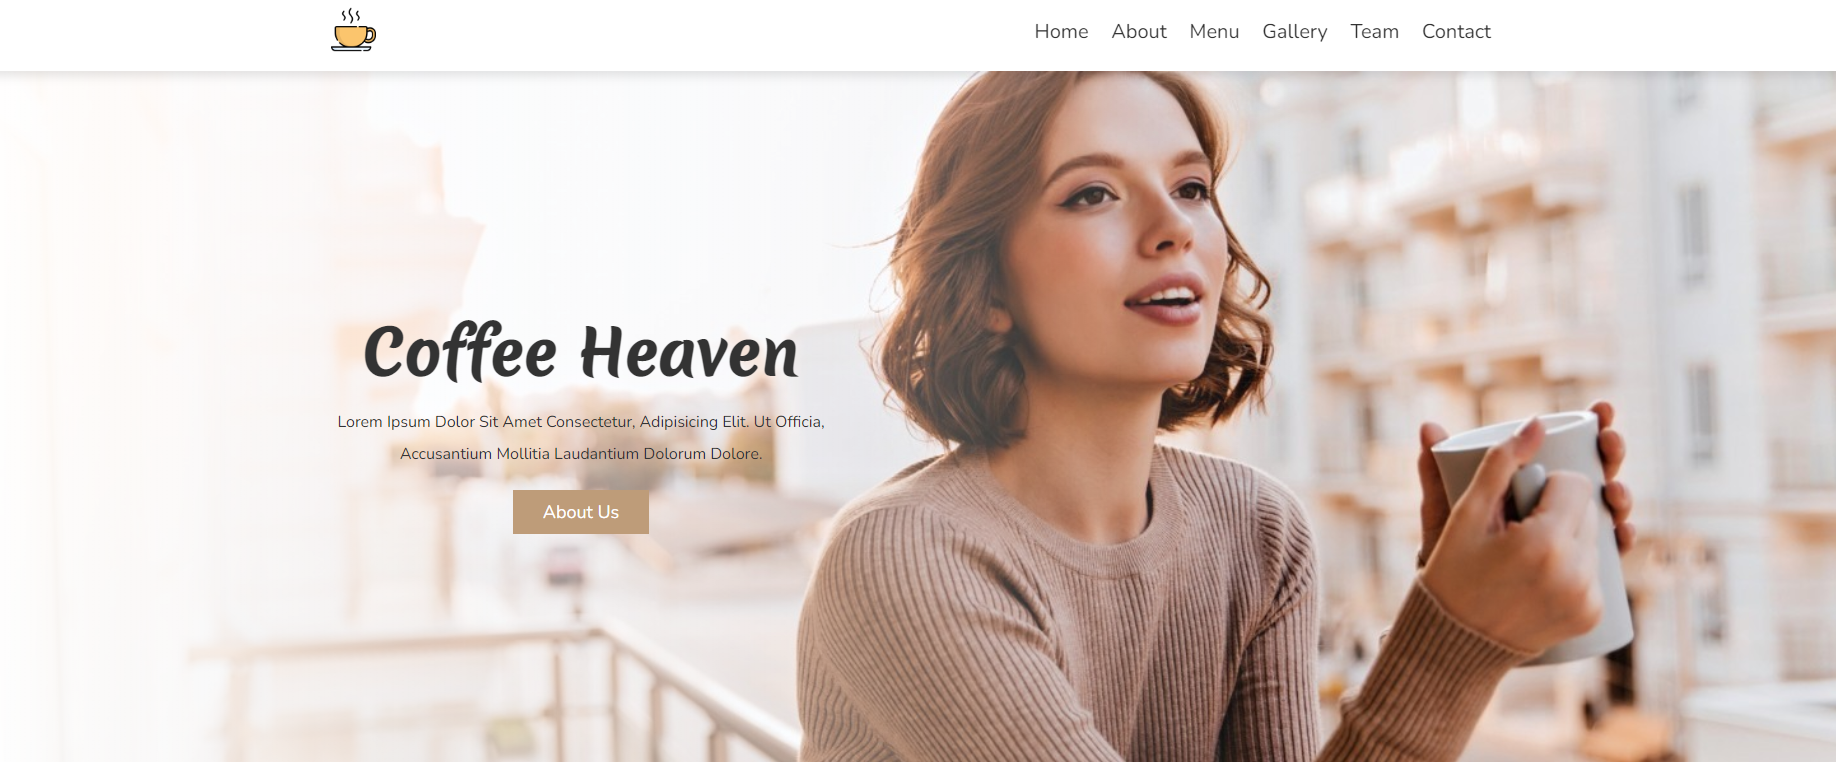 Home About Menu Gallery Team Contact
Coffee Heaven
Lorem Ipsum Dolor Sit Amet Consectetur, Adipisicing Elit. Ut Officia,
Accusantium Mollitia Laudantium Dolorum Dolore.
About Us